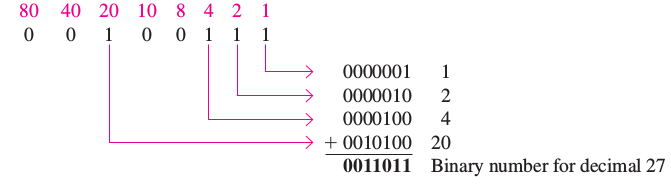 80 40 20 10 8 4 2 1
0 0 1 0 0 1 1 1
0000001 1
0000010 2
0000100 4
+ 0010100 20
0011011 Binary number for decimal 27